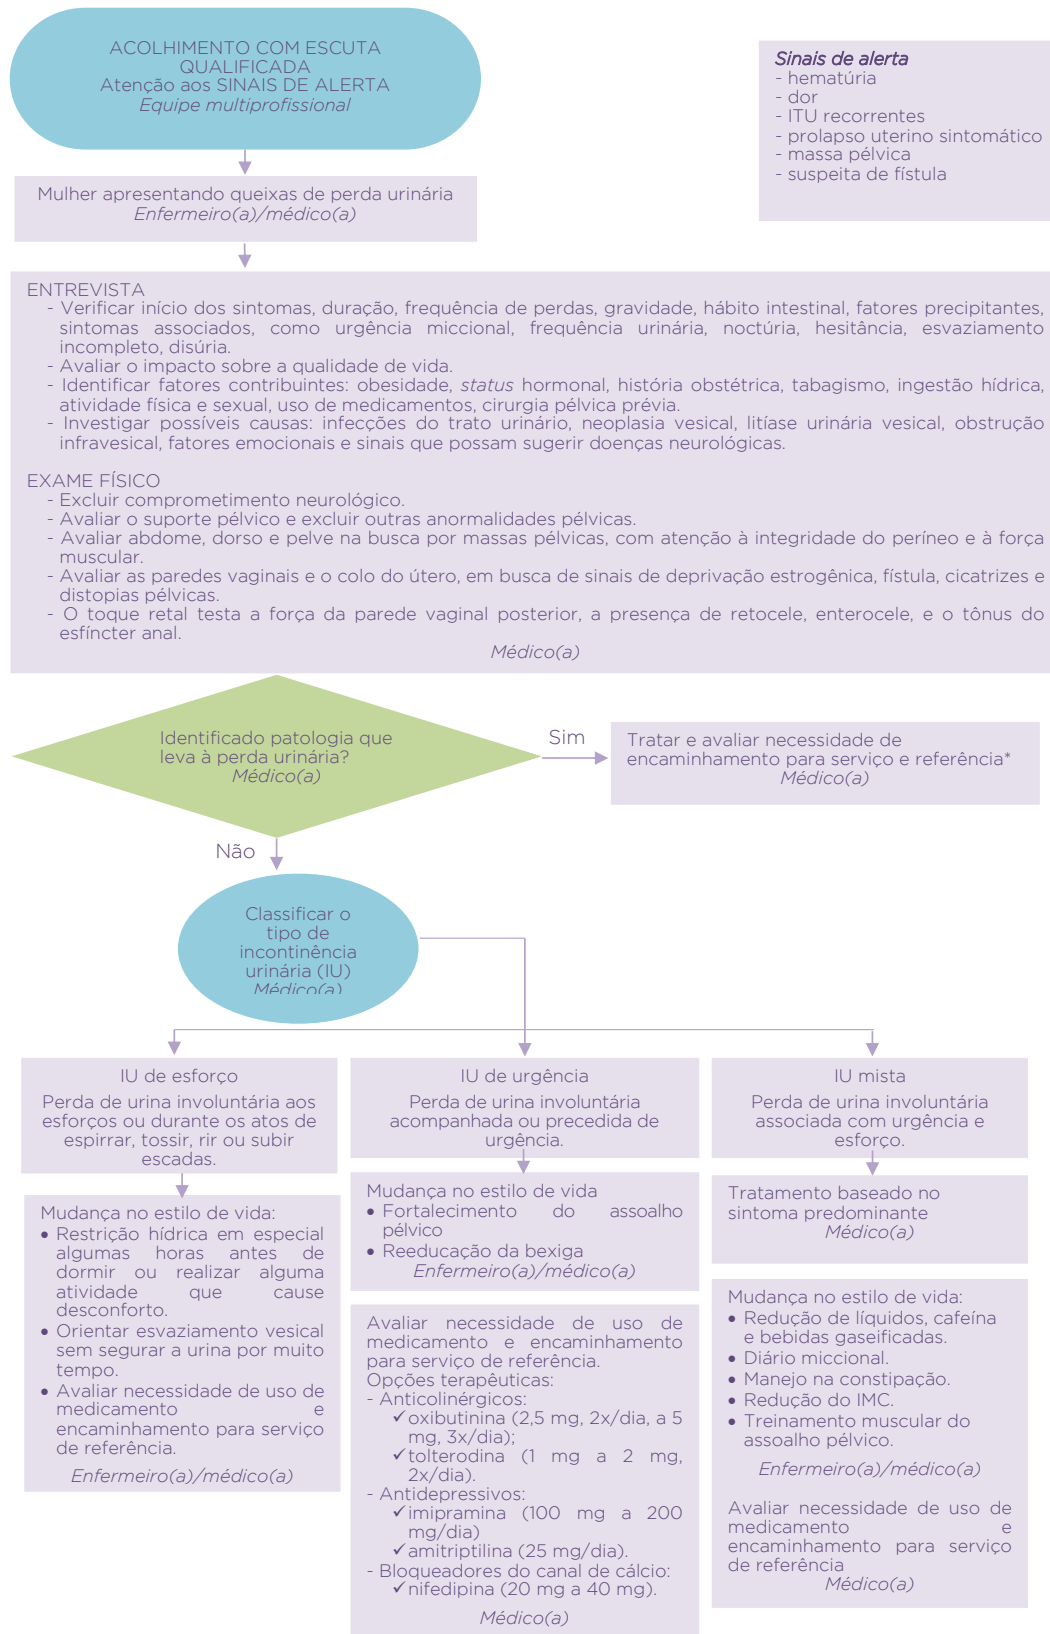 ACOLHIMENTO COM ESCUTA
QUALIFICADA
Atenção aos SINAIS DE ALERTA
Equipe multiprofissional
Sinais de alerta
- hematúria
- dor
- ITU recorrentes
- prolapso uterino sintomático
- massa pélvica
- suspeita de fístula
Mulher apresentando queixas de perda urinária
Enfermeiro(a)/médico(a)
ENTREVISTA
- Verificar início dos sintomas, duração, frequência de perdas, gravidade, hábito intestinal, fatores precipitantes,
sintomas associados, como urgência miccional, frequência urinária, noctúria, hesitância, esvaziamento
incompleto, disúria.
- Avaliar o impacto sobre a qualidade de vida.
- Identificar fatores contribuintes: obesidade, status hormonal, história obstétrica, tabagismo, ingestão hídrica,
atividade física e sexual, uso de medicamentos, cirurgia pélvica prévia.
- Investigar possíveis causas: infecções do trato urinário, neoplasia vesical, litíase urinária vesical, obstrução
infravesical, fatores emocionais e sinais que possam sugerir doenças neurológicas.
EXAME FÍSICO
- Excluir comprometimento neurológico.
- Avaliar o suporte pélvico e excluir outras anormalidades pélvicas.
- Avaliar abdome, dorso e pelve na busca por massas pélvicas, com atenção à integridade do períneo e à força
muscular.
- Avaliar as paredes vaginais e o colo do útero, em busca de sinais de deprivação estrogênica, fístula, cicatrizes e
distopias pélvicas.
- O toque retal testa a força da parede vaginal posterior, a presença de retocele, enterocele, e o tônus do
esfíncter anal.
Médico(a)
Identificado patologia que
leva à perda urinária?
Médico(a)
Sim
Tratar e avaliar necessidade de
encaminhamento para serviço e referência*
Médico(a)
Não
Classificar o
tipo de
incontinência
urinária (IU)
Médico(a)
IU de esforço
Perda de urina involuntária aos
esforços ou durante os atos de
espirrar, tossir, rir ou subir
escadas.
Mudança no estilo de vida:
• Restrição hídrica em especial
algumas horas antes de
dormir ou realizar alguma
atividade que cause
desconforto.
• Orientar esvaziamento vesical
sem segurar a urina por muito
tempo.
• Avaliar necessidade de uso de
medicamento e
encaminhamento para serviço
de referência.
Enfermeiro(a)/médico(a)
IU de urgência
Perda de urina involuntária
acompanhada ou precedida de
urgência.
Mudança no estilo de vida
• Fortalecimento do assoalho
pélvico
• Reeducação da bexiga
Enfermeiro(a)/médico(a)
Avaliar necessidade de uso de
medicamento e encaminhamento
para serviço de referência.
Opções terapêuticas:
- Anticolinérgicos:
✓oxibutinina (2,5 mg, 2x/dia, a 5
mg, 3x/dia);
✓tolterodina (1 mg a 2 mg,
2x/dia).
- Antidepressivos:
✓imipramina (100 mg a 200
mg/dia)
✓amitriptilina (25 mg/dia).
- Bloqueadores do canal de cálcio:
✓nifedipina (20 mg a 40 mg).
Médico(a)
IU mista
Perda de urina involuntária
associada com urgência e
esforço.
Tratamento baseado no
sintoma predominante
Médico(a)
Mudança no estilo de vida:
• Redução de líquidos, cafeína
e bebidas gaseificadas.
• Diário miccional.
• Manejo na constipação.
• Redução do IMC.
• Treinamento muscular do
assoalho pélvico.
Enfermeiro(a)/médico(a)
Avaliar necessidade de uso de
medicamento e
encaminhamento para serviço
de referência
Médico(a)